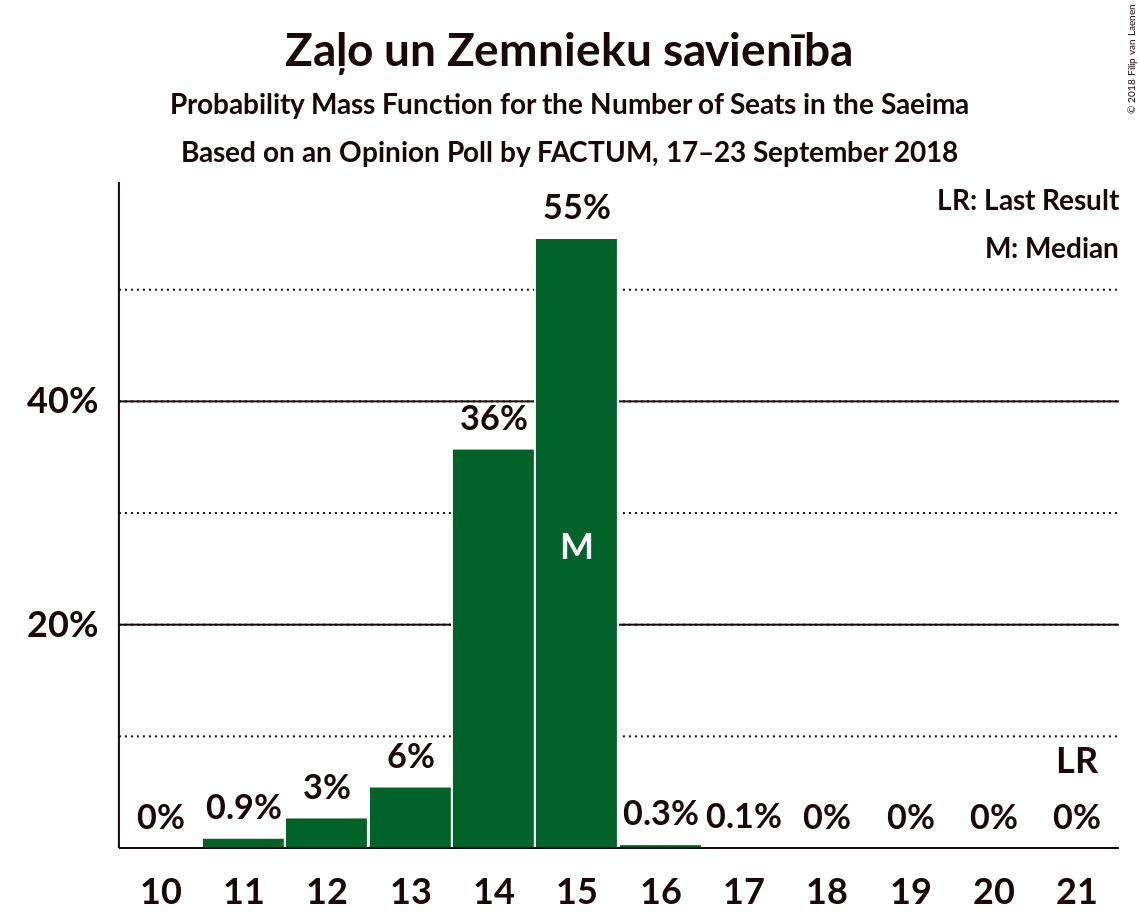 Zaļo un Zemnieku savienība
Probability Mass Function for the Number of Seats in the Saeima
Based on an Opinion Poll by FACTUM, 17–23 September 2018
© 2018 Filip van Laenen
LR: Last Result
M: Median
55%
40%
36%
M
20%
6%
LR
3%
0% 0.9% 0.3% 0.1% 0% 0% 0% 0%
10 11 12 13 14 15 16 17 18 19 20 21